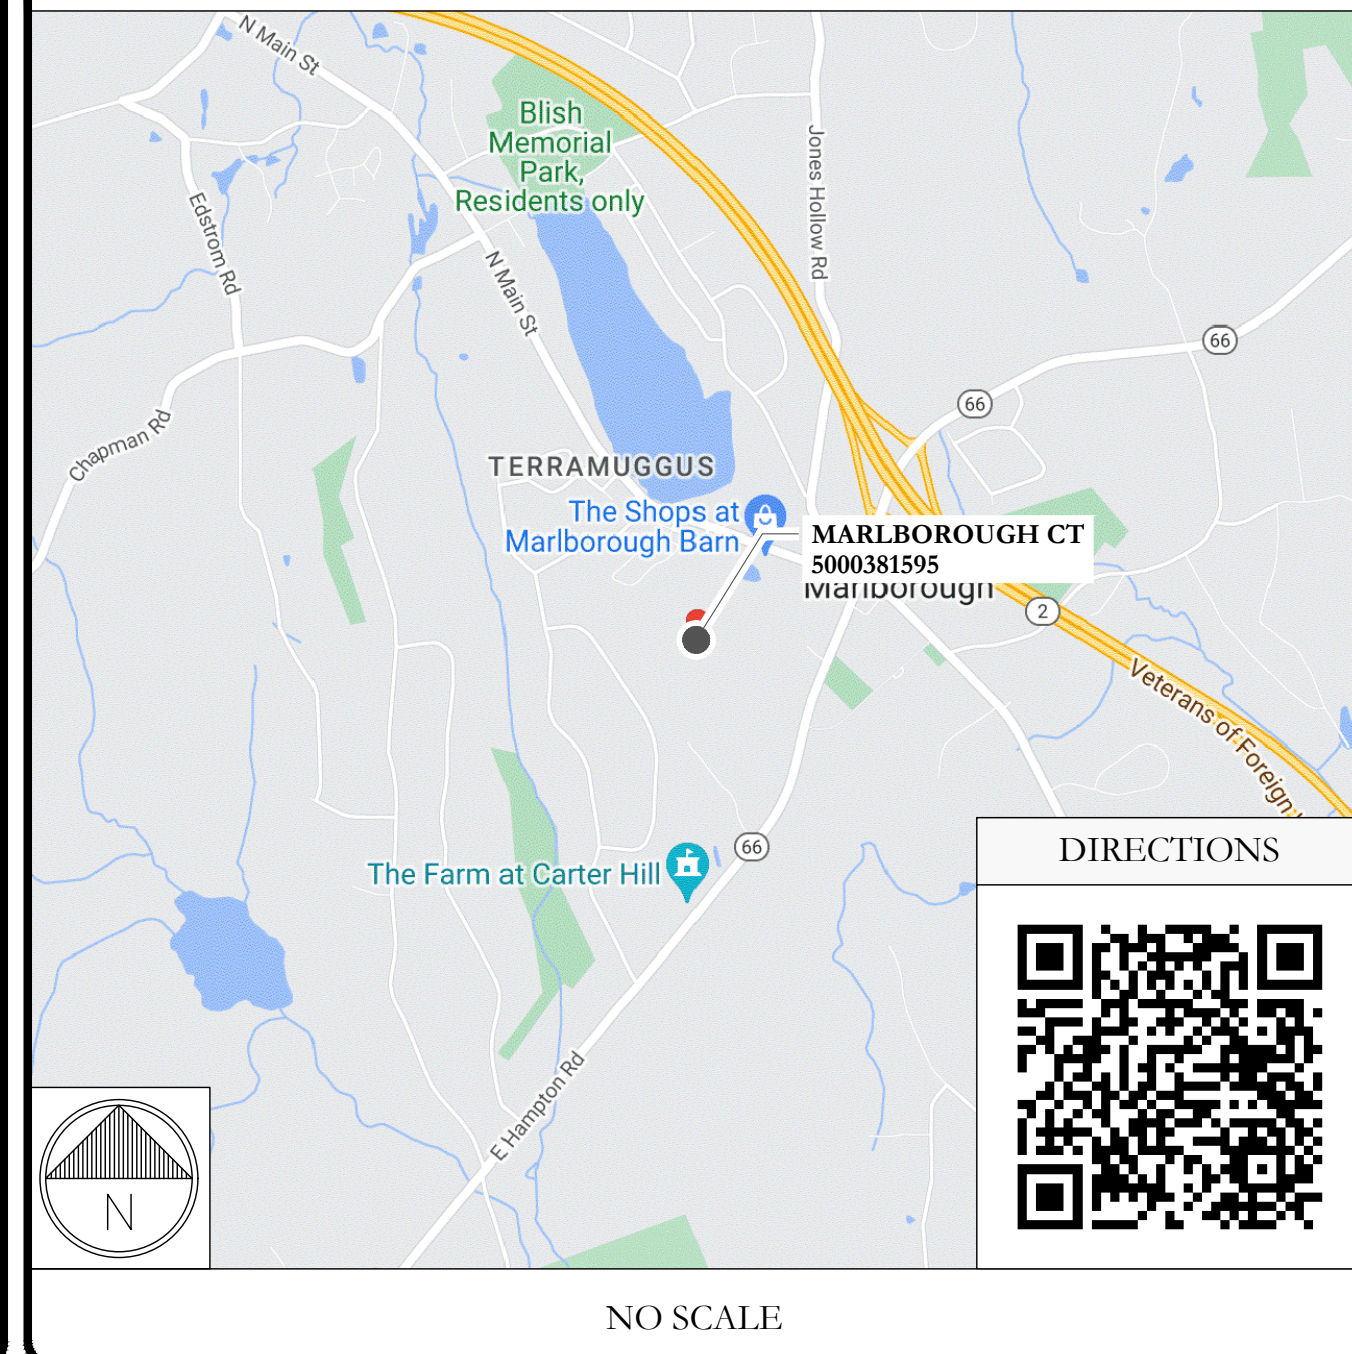 N Main St
Blish
Memorial
Park,
Residents only
Jones Hollow Rd
Edstrom Rd
N Main St
66
66
Chapman Rd
TERRAMUGGUS
The Shops at
Marlborough Barn
MARLBOROUGH CT
5000381595
Marlborough
2
Veterans of Foreign
66
The Farm at Carter Hill
DIRECTIONS
E Hampton Rd
N
NO SCALE